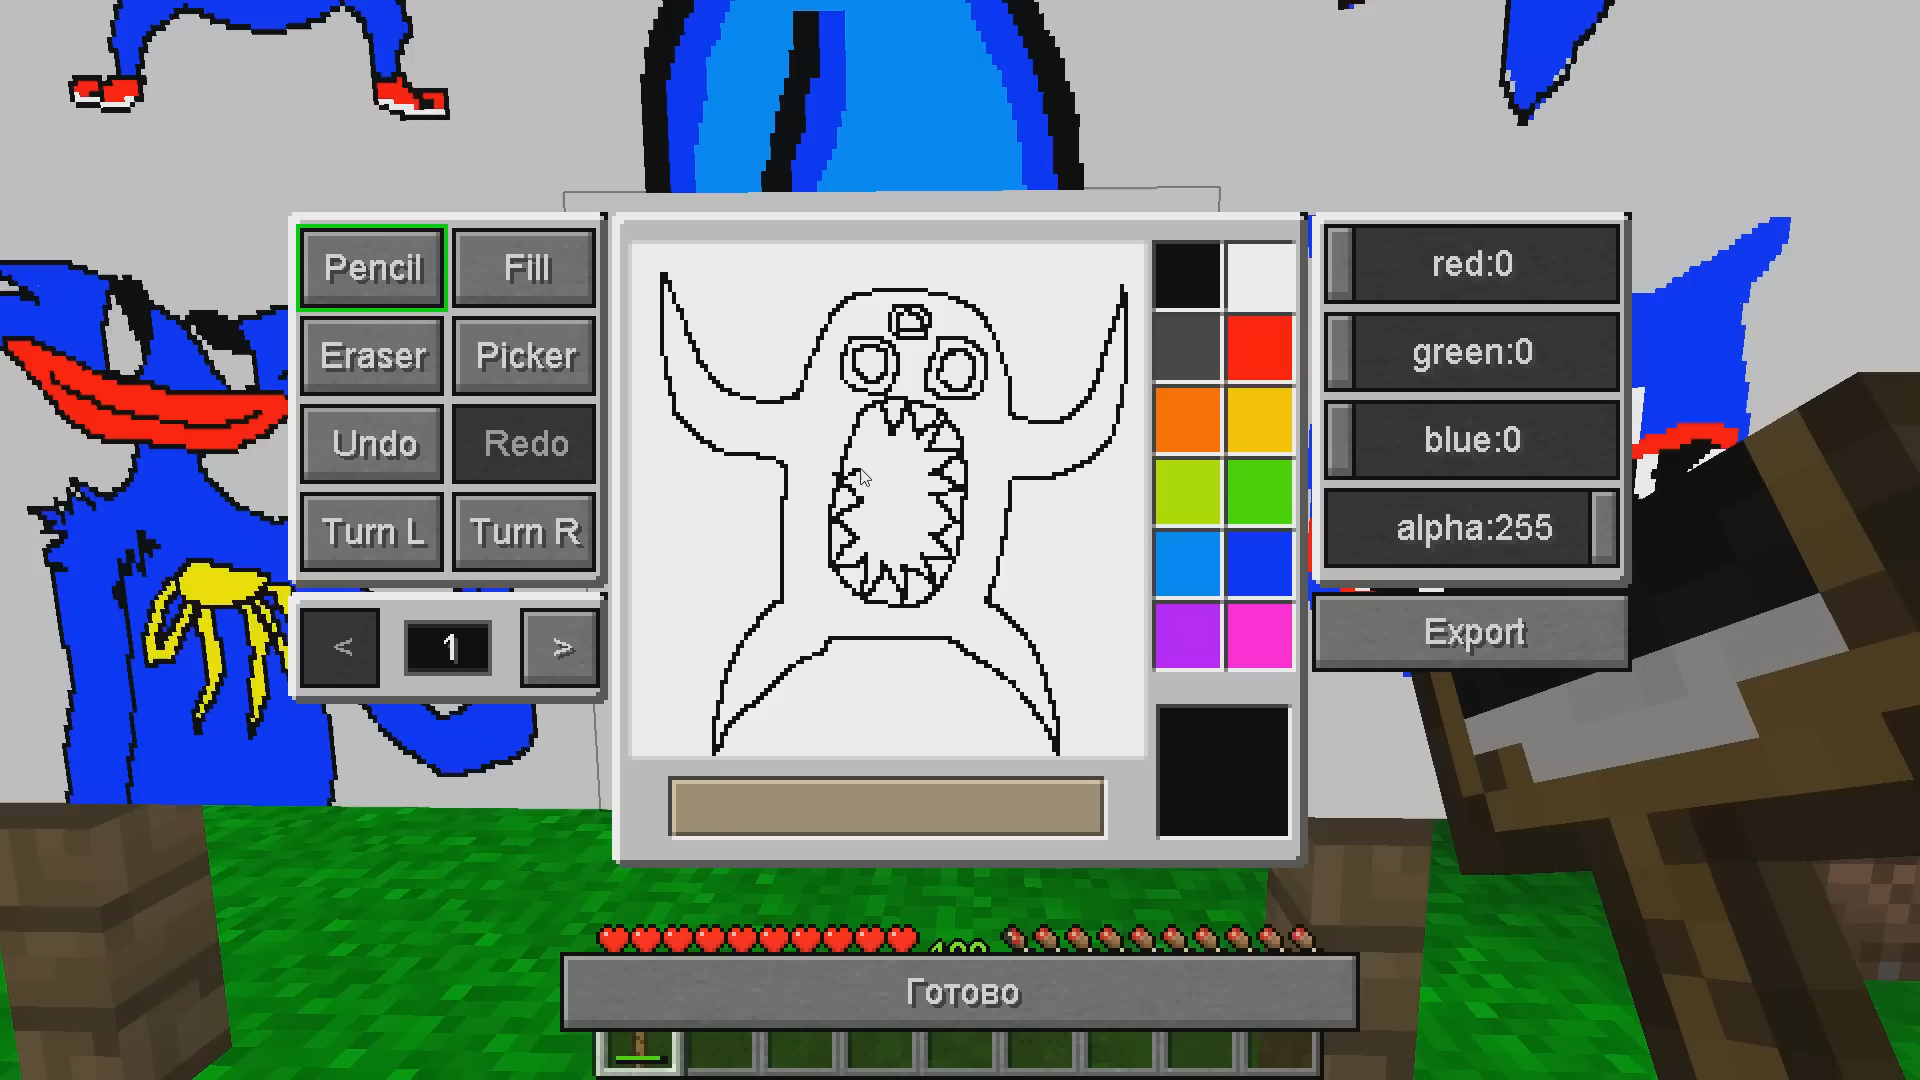 Pencil Fill
Eraser Picker
Undo Redo
Turn L Turn R
< 1 >
red:0
green:0
blue:0
alpha:255
Export
Готово